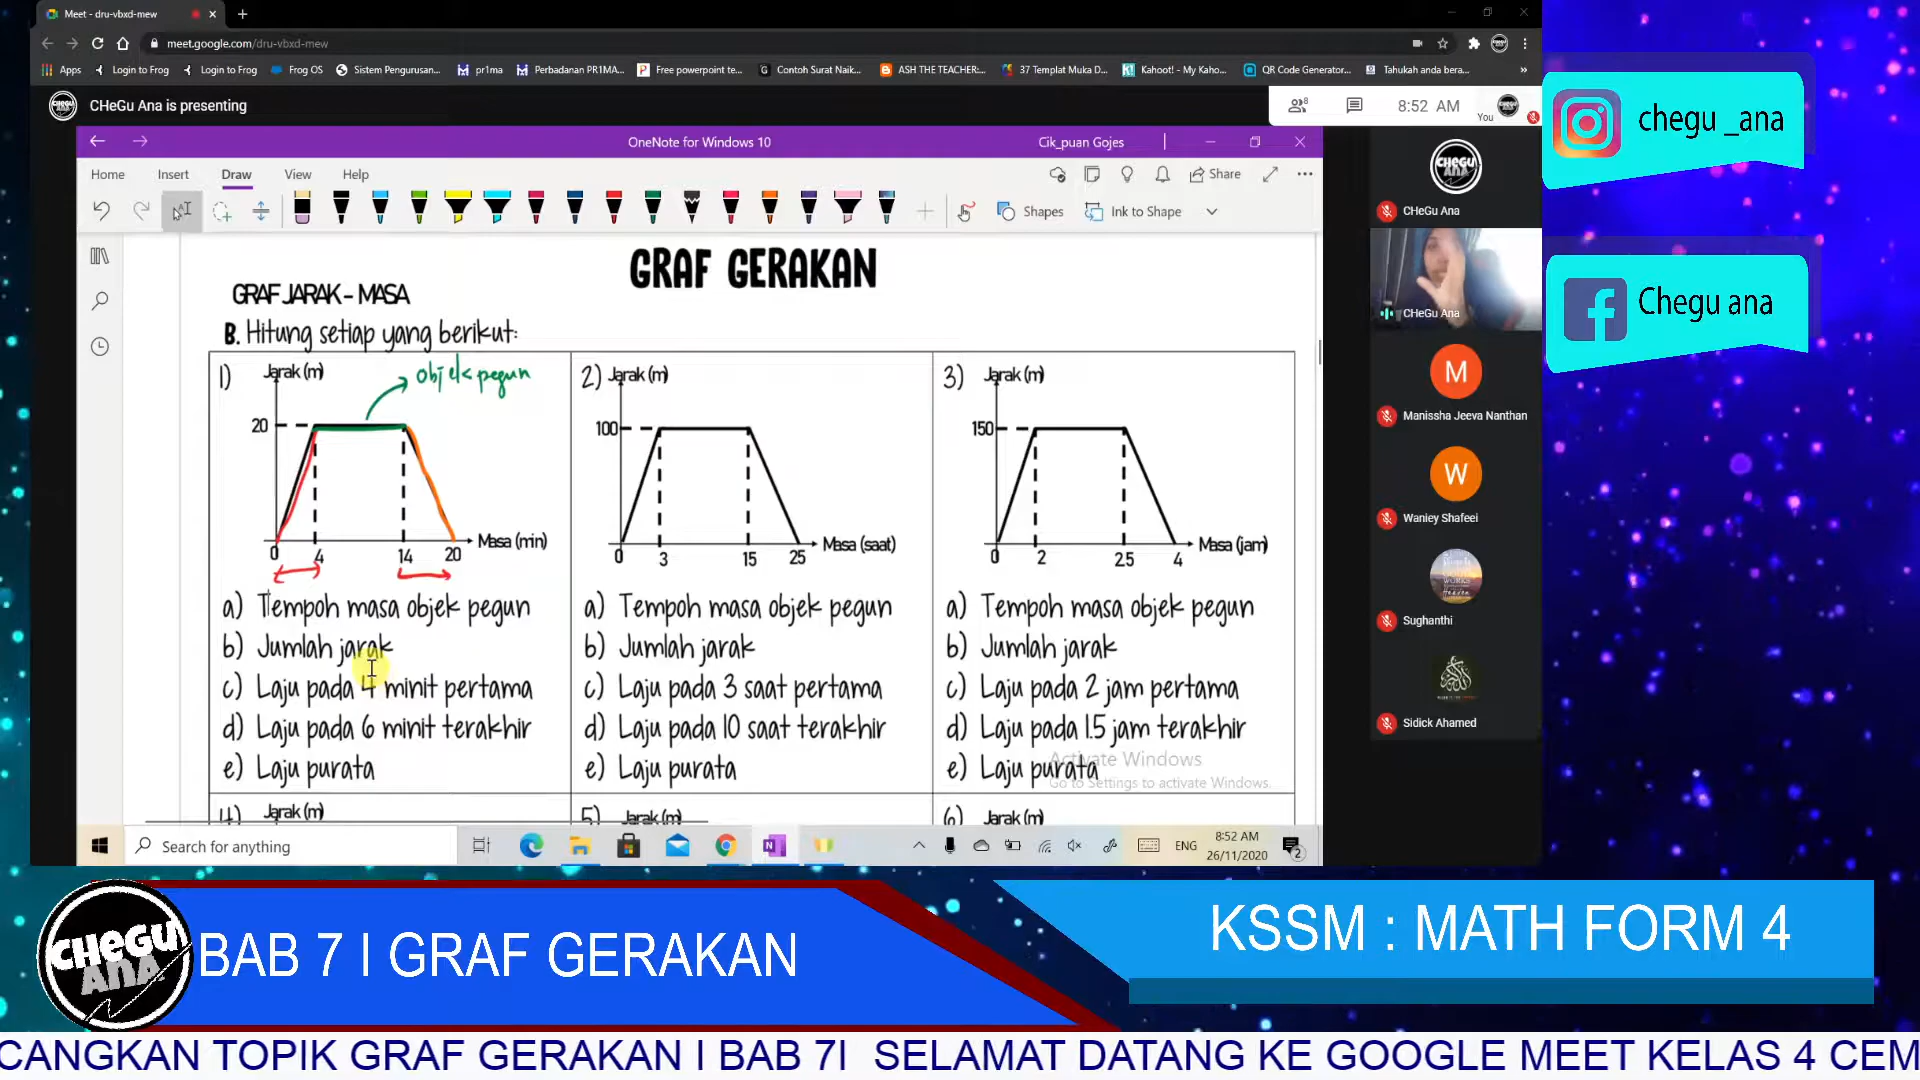 Meet - dru-vbxd-mew
meet.google.com/dru-vbxd-mew
Apps
Login to Frog
Login to Frog
Frog OS
Sistem Pengurusan...
pr1ma
Perbadanan PR1MA...
Free powerpoint te...
Contoh Surat Naik...
ASH THE TEACHER:...
37 Templat Muka D...
Kahoot! - My Kaho...
QR Code Generator...
Tahukah anda bera...
CHeGu Ana is presenting
8
8:52 AM
You
OneNote for Windows 10
Cik_puan Gojes
Home
Insert
Draw
View
Help
Share
Shapes
Ink to Shape
GRAF GERAKAN
GRAF JARAK - MASA
B. Hitung setiap yang berikut:
1)
Jarak (m)
objek pegun
20
0
4
14
20
Masa (min)
a) Tempoh masa objek pegun
b) Jumlah jarak
c) Laju pada 4 minit pertama
d) Laju pada 6 minit terakhir
e) Laju purata
2)
Jarak (m)
100
0
3
15
25
Masa (saat)
a) Tempoh masa objek pegun
b) Jumlah jarak
c) Laju pada 3 saat pertama
d) Laju pada 10 saat terakhir
e) Laju purata
3)
Jarak (m)
150
0
2
2.5
4
Masa (jam)
a) Tempoh masa objek pegun
b) Jumlah jarak
c) Laju pada 2 jam pertama
d) Laju pada 1.5 jam terakhir
e) Laju purata
Activate Windows
Go to Settings to activate Windows.
4)
Jarak (m)
5)
Jarak (m)
6)
Jarak (m)
Search for anything
ENG
8:52 AM
26/11/2020
2
CHeGu Ana
CHeGu Ana
M
Manissha Jeeva Nanthan
W
Wanley Shafeei
Sughanthi
Sidick Ahamed
chegu _ana
Chegu ana
CHeGu
ANA
BAB 7 I GRAF GERAKAN
KSSM : MATH FORM 4
CANGKAN TOPIK GRAF GERAKAN I BAB 7I SELAMAT DATANG KE GOOGLE MEET KELAS 4 CEM